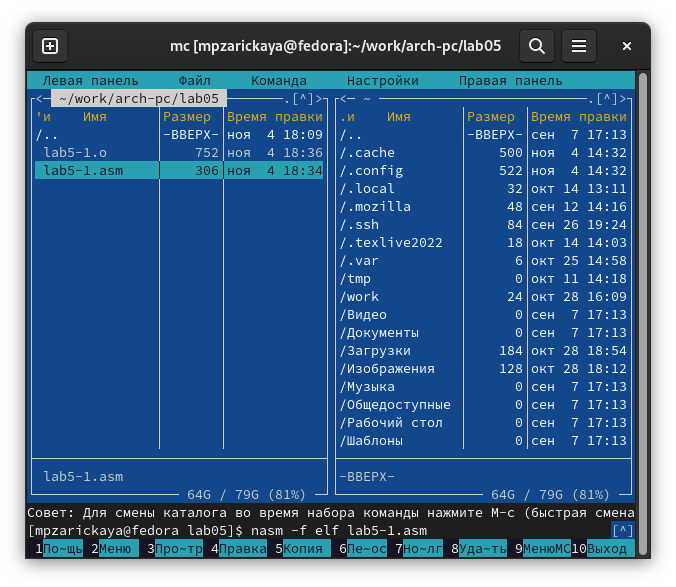 mc [mpzarickaya@fedora]:~/work/arch-pc/lab05
Левая панель Файл Команда Настройки Правая панель
<─ ~/work/arch-pc/lab05 .[^]> <─ ~ .[^]>
'и Имя Размер Время правки .и Имя Размер Время правки
/.. -ВВЕРХ- ноя 4 18:09 /.. -ВВЕРХ- сен 7 17:13
lab5-1.o 752 ноя 4 18:36 /.cache 500 ноя 4 14:32
lab5-1.asm 306 ноя 4 18:34 /.config 522 ноя 4 14:32
/.local 32 окт 14 13:11
/.mozilla 48 сен 12 14:16
/.ssh 84 сен 26 19:24
/.texlive2022 18 окт 14 14:03
/.var 6 окт 25 14:58
/tmp 0 окт 11 14:18
/work 24 окт 28 16:09
/Видео 0 сен 7 17:13
/Документы 0 сен 7 17:13
/Загрузки 184 окт 28 18:54
/Изображения 128 окт 28 18:12
/Музыка 0 сен 7 17:13
/Общедоступные 0 сен 7 17:13
/Рабочий стол 0 сен 7 17:13
/Шаблоны 0 сен 7 17:13
lab5-1.asm -ВВЕРХ-
64G / 79G (81%) 64G / 79G (81%)
Совет: Для смены каталога во время набора команды нажмите M-c (быстрая смена
[mpzarickaya@fedora lab05]$ nasm -f elf lab5-1.asm [^]
1По~щь 2Меню 3Про~тр 4Правка 5Копия 6Пе~ос 7Но~лг 8Уда~ть 9МенюМС 10Выход